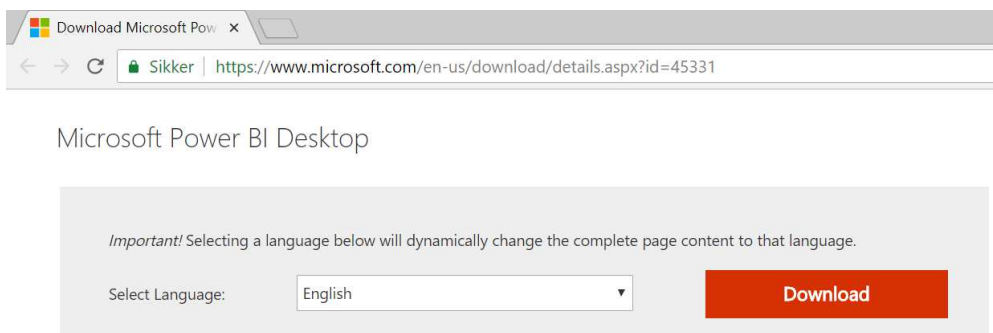 Download Microsoft Pow
Sikker https://www.microsoft.com/en-us/download/details.aspx?id=45331
Microsoft Power BI Desktop
Important! Selecting a language below will dynamically change the complete page content to that language.
Select Language: English Download